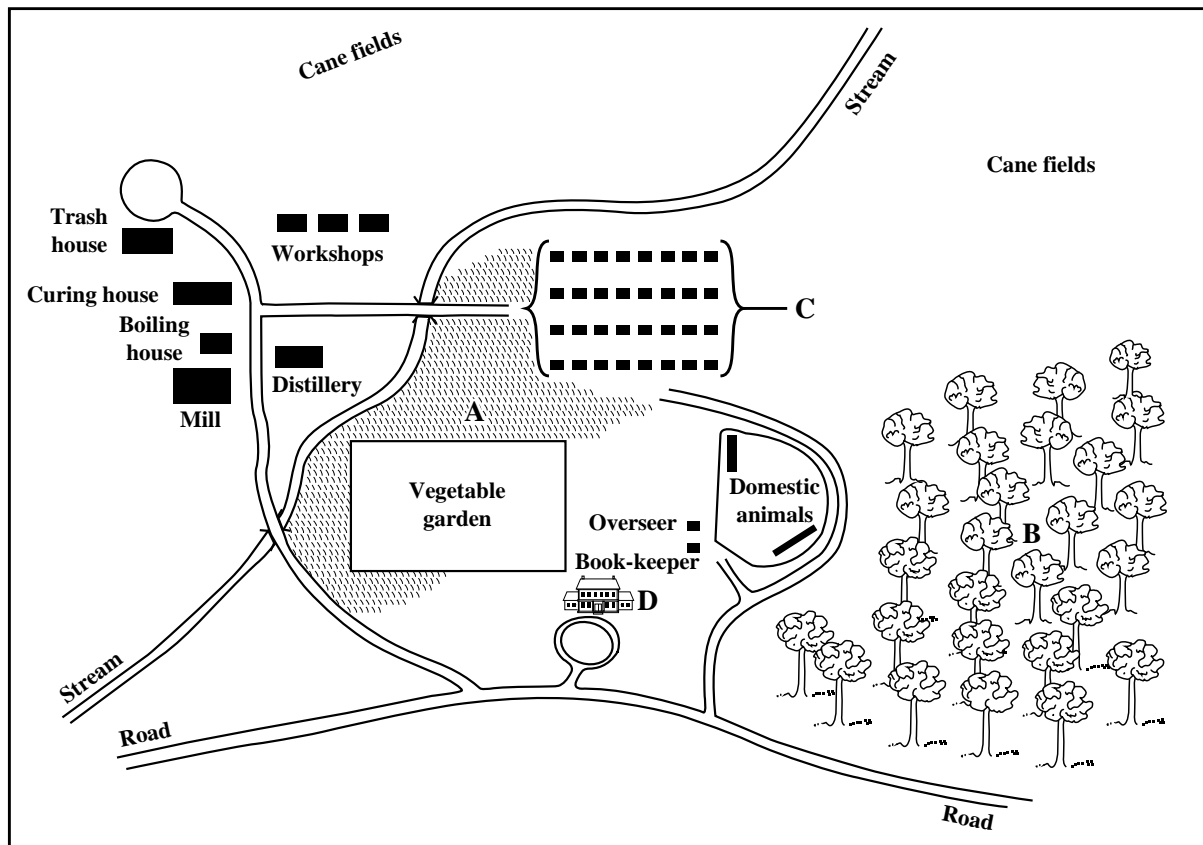 Cane fields
Stream
Cane fields
Trash
house
Workshops
Curing house
C
Boiling
house
Distillery
Mill
A
Vegetable
garden
Domestic
animals
Overseer
B
Book-keeper
D
Stream
Road
Road